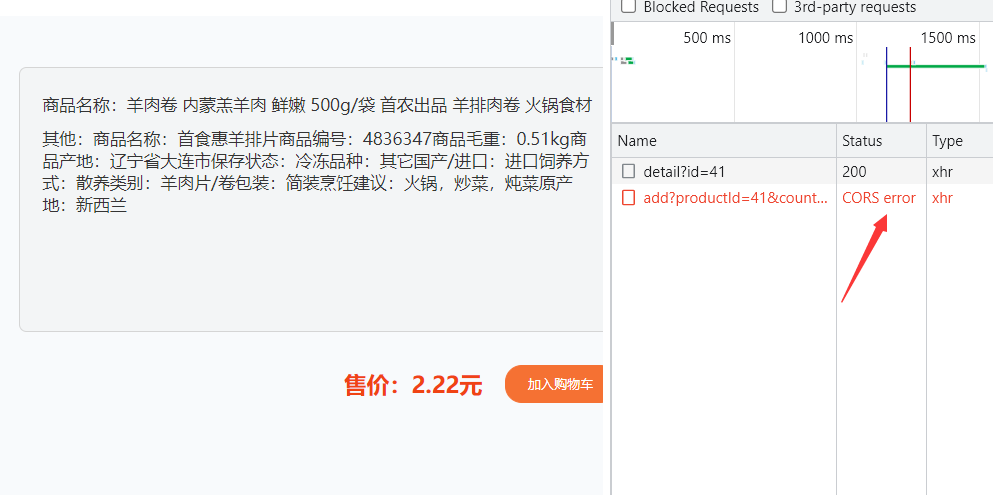 Blocked Requests
3rd-party requests
500 ms
1000 ms
1500 ms
商品名称：羊肉卷 内蒙羔羊肉 鲜嫩 500g/袋 首农出品 羊排肉卷 火锅食材
其他：商品名称：首食惠羊排片商品编号：4836347商品毛重：0.51kg商
品产地：辽宁省大连市保存状态：冷冻品种：其它国产/进口：进口饲养方
式：散养类别：羊肉片/卷包装：简装烹饪建议：火锅，炒菜，炖菜原产
地：新西兰
售价：2.22元
加入购物车
Name
Status
Type
detail?id=41
200
xhr
add?productId=41&count...
CORS error
xhr